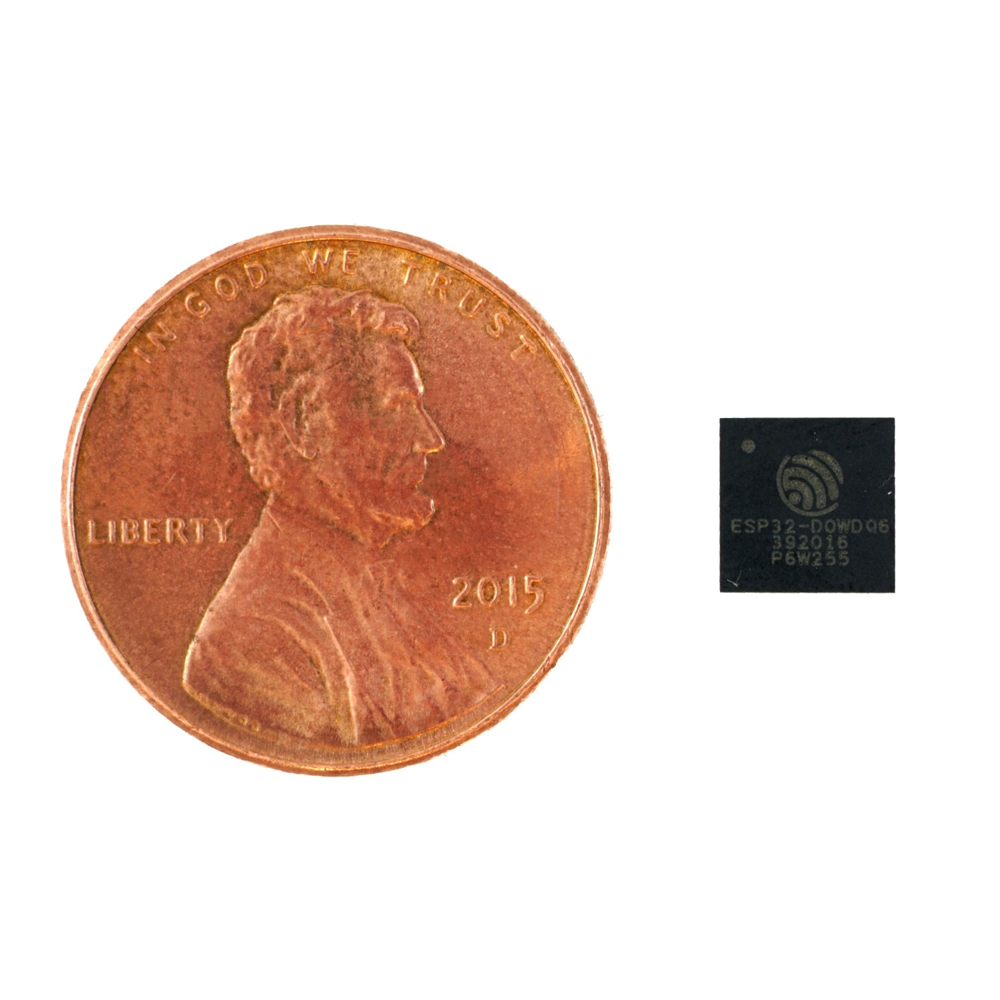 IN GOD WE TRUST
LIBERTY
2015
D
ESP32-D0WDQ6
392016
P6W255